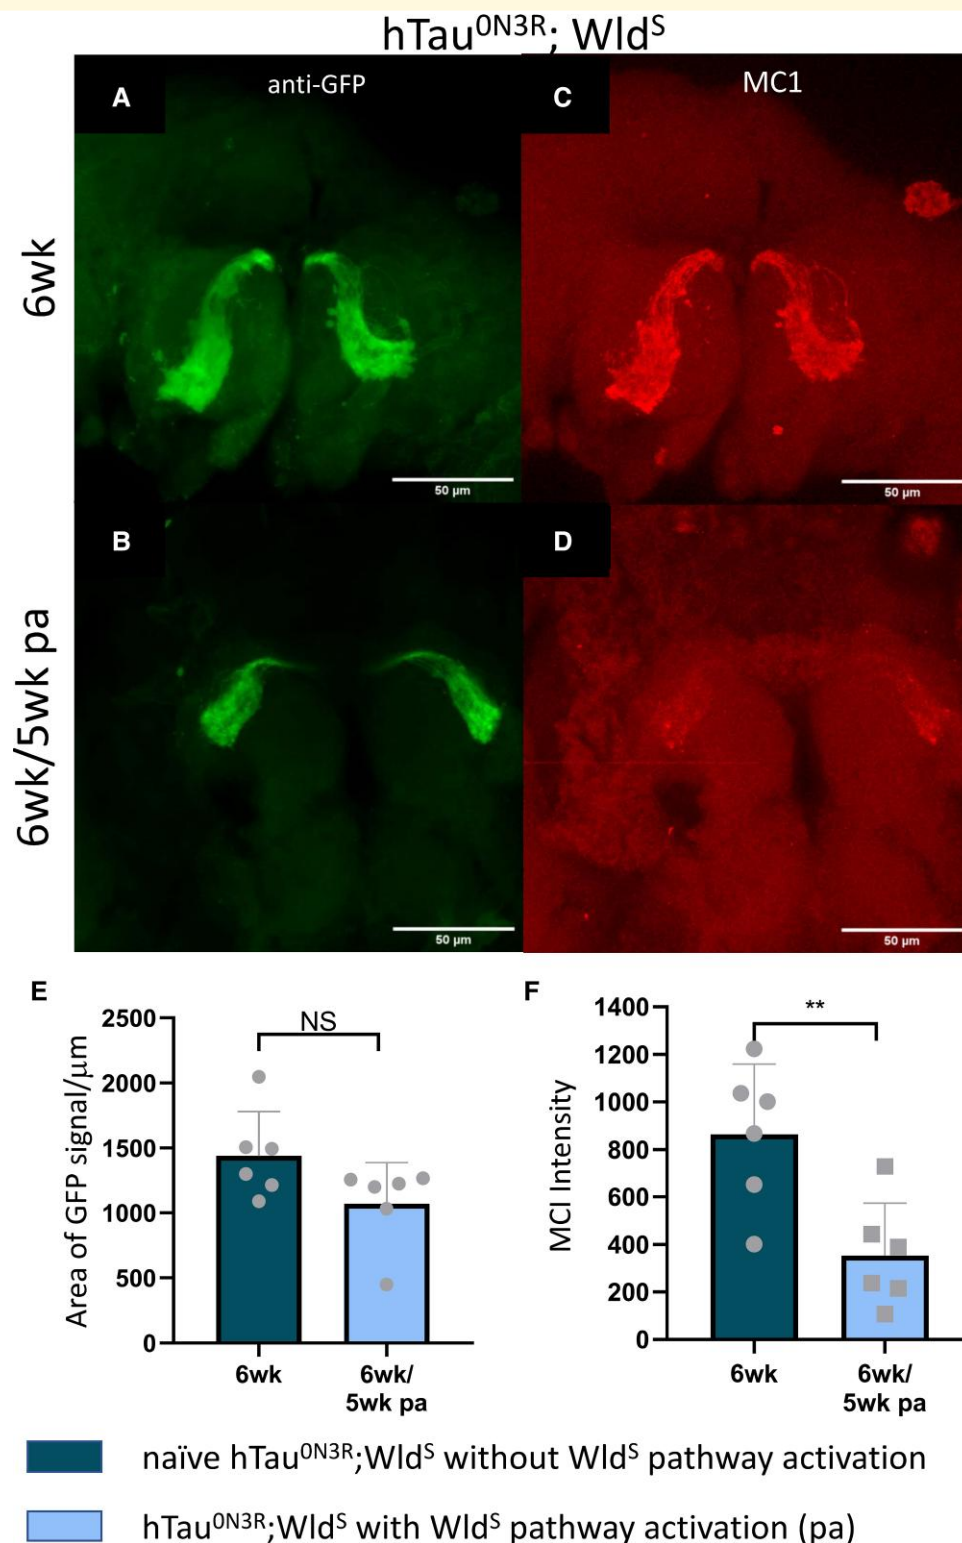 hTau0N3R; WldS
A
anti-GFP
C
MC1
6wk
50 µm
50 µm
B
D
6wk/5wk pa
50 µm
50 µm
E
F
Area of GFP signal/µm
2500
2000
1500
1000
500
0
NS
6wk
6wk/
5wk pa
MCI Intensity
1400
1200
1000
800
600
400
200
0
**
6wk
6wk/
5wk pa
naïve hTau0N3R;WldS without WldS pathway activation
hTau0N3R;WldS with WldS pathway activation (pa)